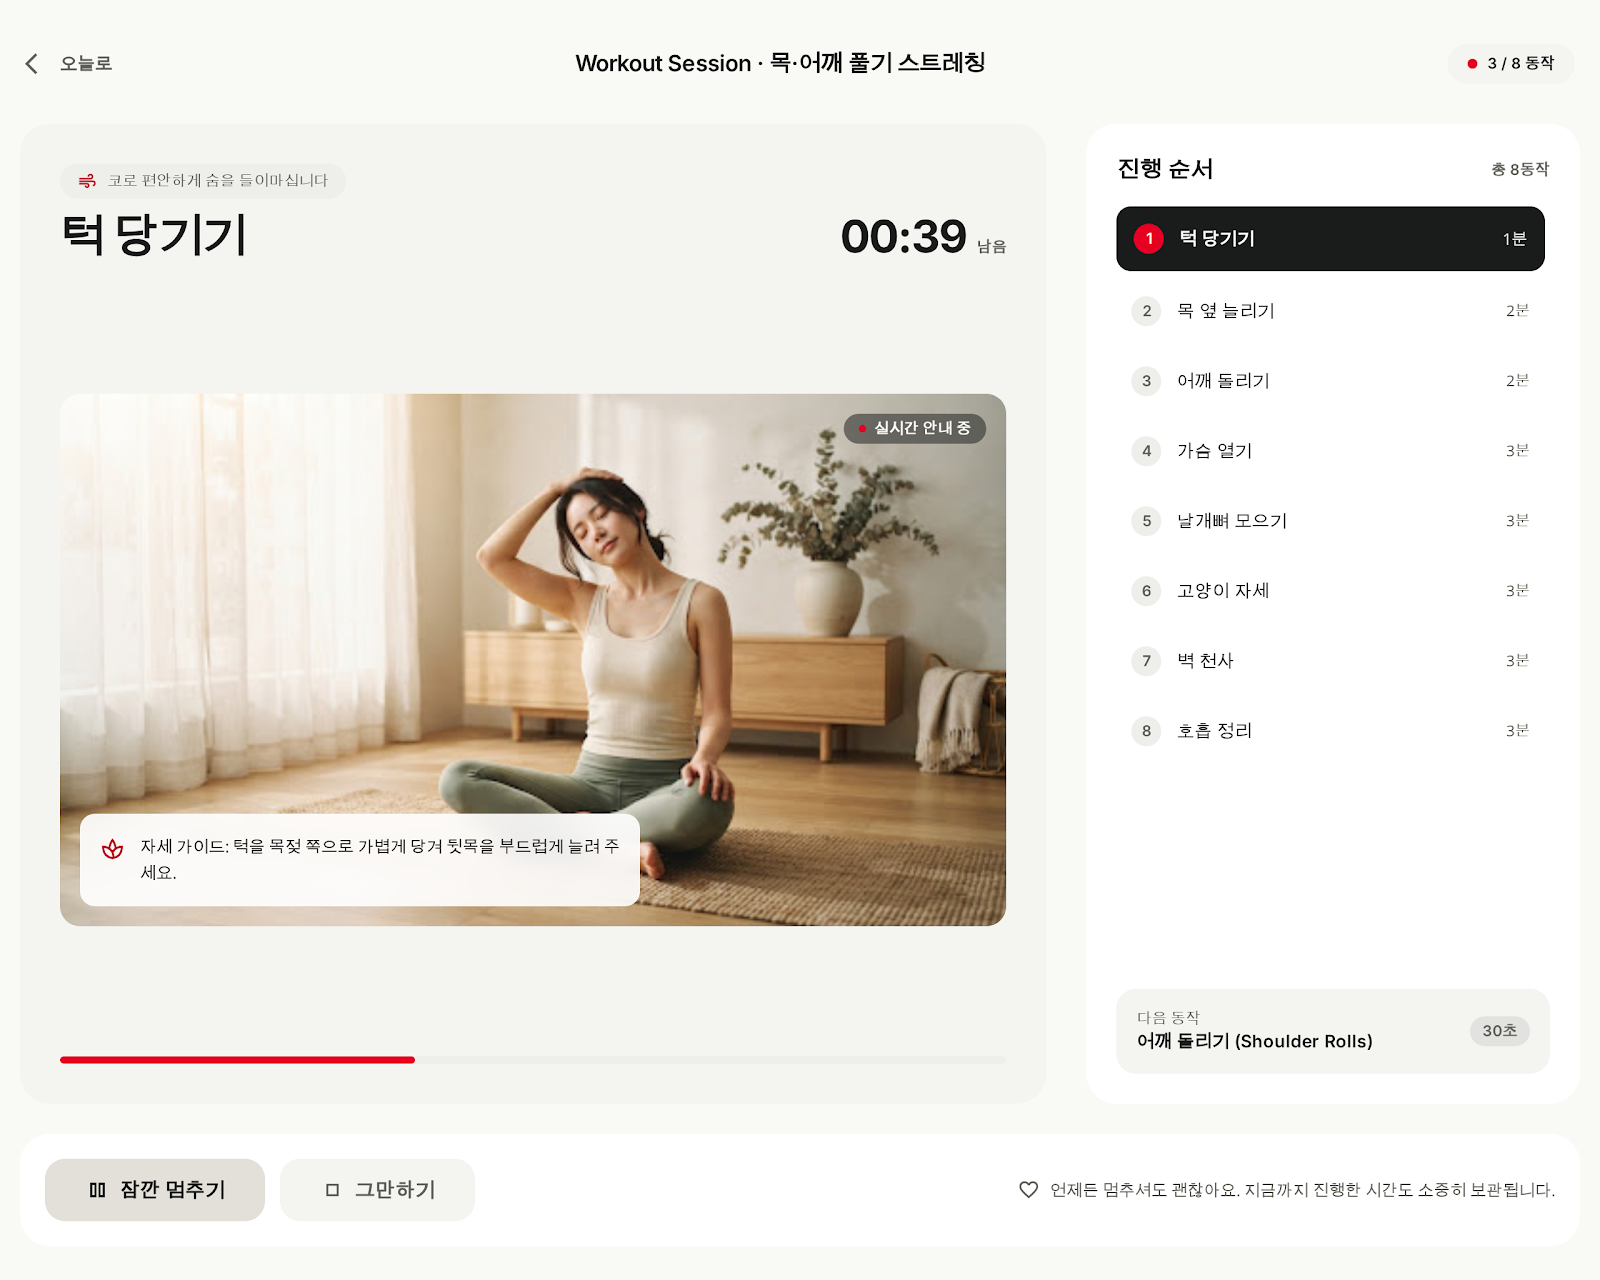 오늘로
Workout Session · 목·어깨 풀기 스트레칭
3 / 8 동작
코로 편안하게 숨을 들이마십니다
턱 당기기
00:39 남음
실시간 안내 중
자세 가이드: 턱을 목젖 쪽으로 가볍게 당겨 뒷목을 부드럽게 늘려 주
세요.
진행 순서
총 8동작
1 턱 당기기 1분
2 목 옆 늘리기 2분
3 어깨 돌리기 2분
4 가슴 열기 3분
5 날개뼈 모으기 3분
6 고양이 자세 3분
7 벽 천사 3분
8 호흡 정리 3분
다음 동작
어깨 돌리기 (Shoulder Rolls)
30초
잠깐 멈추기
그만하기
언제든 멈추셔도 괜찮아요. 지금까지 진행한 시간도 소중히 보관됩니다.